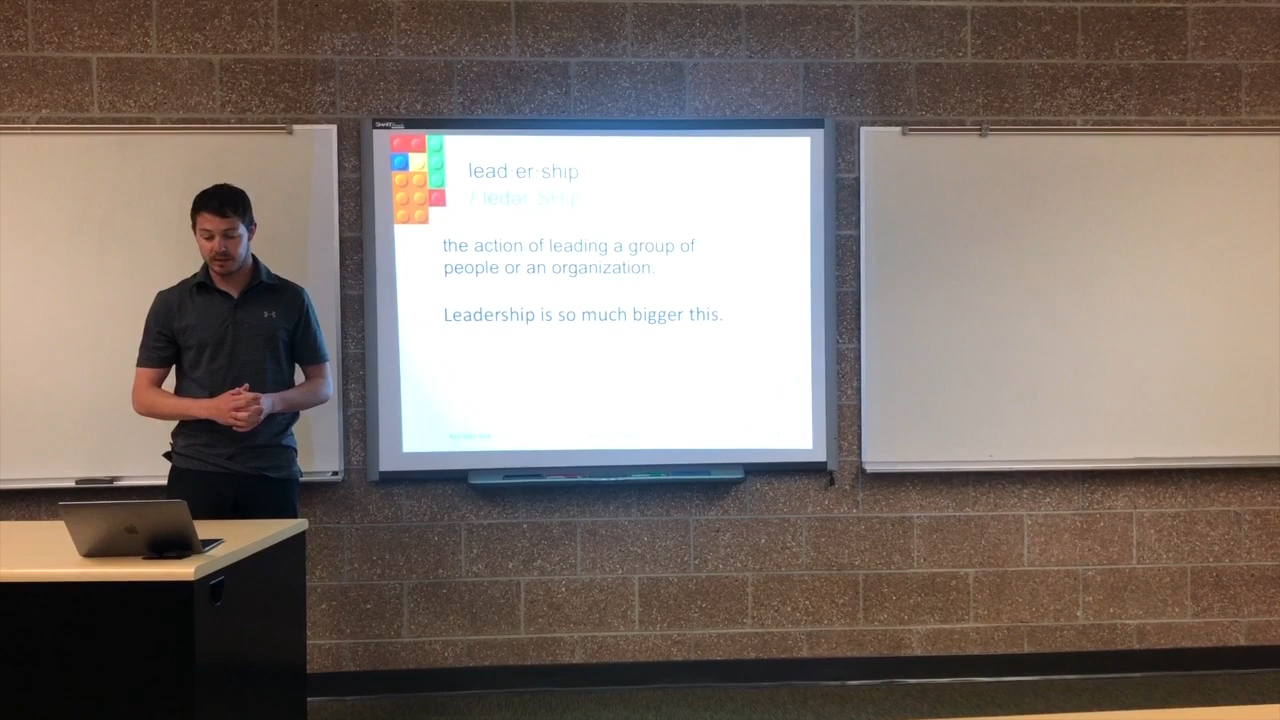 SMART
lead·er·ship
the action of leading a group of
people or an organization.
Leadership is so much bigger this.